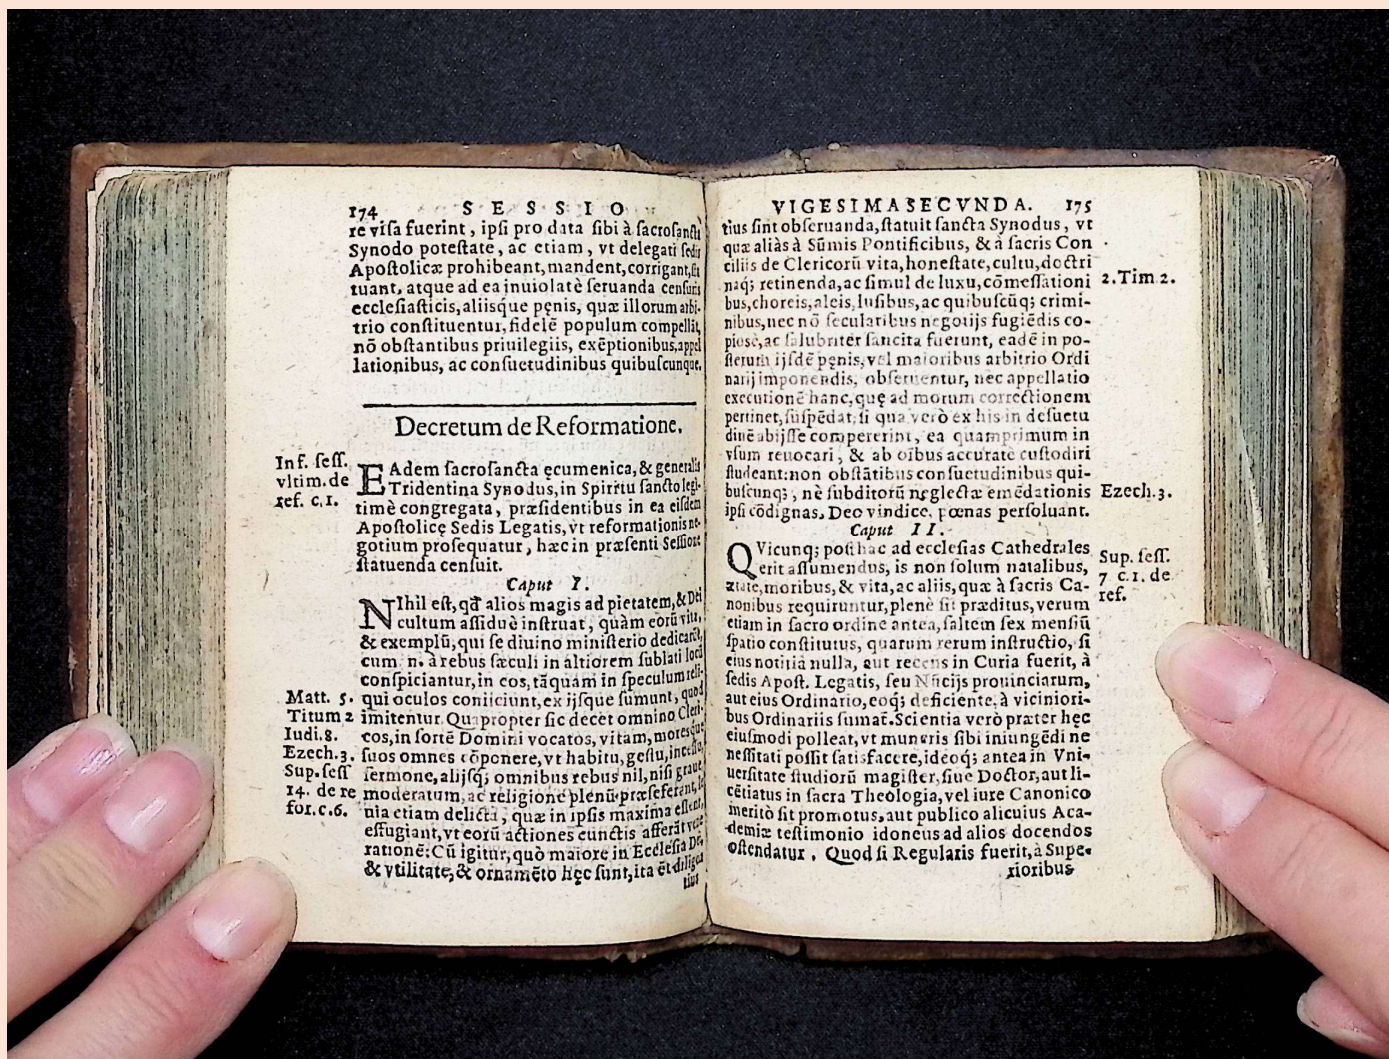 174 SESSIO
re visa fuerint, ipsi pro data sibi à sacrosancta
Synodo potestate, ac etiam, vt delegati sedis
Apostolicæ prohibeant, mandent, corrigant, sta
tuant, atque ad ea inuiolatè seruanda censuris
ecclesiasticis, aliisque pęnis, quæ illorum arbi-
trio constituentur, fidelē populum compellāt,
nō obstantibus priuilegiis, exēptionibus, appel
lationibus, ac consuetudinibus quibuscunque.
Decretum de Reformatione.
Inf. sess.
vltim. de
ref. c.1.
EAdem sacrosancta ęcumenica, & generalis
Tridentina Synodus, in Spiritu sancto legi-
timè congregata, præsidentibus in ea eisdem
Apostolicę Sedis Legatis, vt reformationis ne-
gotium prosequatur, hæc in præsenti Sessione
statuenda censuit.
Caput I.
NIhil est, qđ alios magis ad pietatem, & Dei
cultum assiduè instruat, quàm eorū vita,
& exemplū, qui se diuino ministerio dedicarūt,
cum. n. à rebus sæculi in altiorem sublati locū
conspiciantur, in eos, tāquam in speculum reli-
qui oculos coniiciunt, ex ijsque sumunt, quod
imitentur. Quapropter sic decet omnino Cleri-
cos, in sortē Domini vocatos, vitam, moresque
suos omnes cōponere, vt habitu, gestu, incessu,
sermone, alijsq; omnibus rebus nil, nisi graue
moderatum, ac religione plenū præseferant, le
nia etiam delicta, quæ in ipsis maxima essent,
effugiant, vt eorū actiones cunctis afferāt vene
rationē: Cū igitur, quò maiore in Ecclesia Dei
& vtilitate, & ornamēto hęc sunt, ita ēt diligen
tius
Matt. 5.
Titum 2
Iudi. 8.
Ezech. 3.
Sup. sess
14. de re
for. c. 6.
VIGESIMASECVNDA. 175
tius sint obseruanda, statuit sancta Synodus, vt
quæ aliàs à Sūmis Pontificibus, & à sacris Con
ciliis de Clericorū vita, honestate, cultu, doctri
naq; retinenda, ac simul de luxu, cōmessationi
bus, choreis, aleis, lusibus, ac quibuscūq; crimi-
nibus, nec nō secularibus negotijs fugiēdis co-
piosè, ac salubriter sancita fuerunt, eadē in po-
sterum ijsdē pęnis, vel maioribus arbitrio Ordi
narij imponendis, obseruentur, nec appellatio
executionē hanc, quę ad morum correctionem
pertinet, suspēdat, si qua verò ex his in desuetu
dinē abijsse compererint, ea quamprimum in
vsum reuocari, & ab oībus accuratè custodiri
studeant: non obstātibus consuetudinibus qui-
buscunq;, nè subditorū neglectæ emēdationis
ipsi cōdignas, Deo vindice, pœnas persoluant.
2. Tim 2.
Ezech. 3.
Caput II.
QVicunq; posthac ad ecclesias Cathedrales
erit assumendus, is non solum natalibus,
ætate, moribus, & vita, ac aliis, quæ à sacris Ca-
nonibus requiruntur, plenè sit præditus, verum
etiam in sacro ordine antea, saltem sex mensiū
spatio constitutus, quarum rerum instructio, si
eius notitiā nulla, aut recens in Curia fuerit, à
sedis Apost. Legatis, seu Nūcijs prouinciarum,
aut eius Ordinario, eoq; deficiente, à viciniori-
bus Ordinariis sumat̄. Scientia verò præter hęc
eiusmodi polleat, vt muneris sibi iniungēdi ne
nessitati possit satisfacere, ideoq; antea in Vni-
uersitate studiorū magister, siue Doctor, aut li-
cētiatus in sacra Theologia, vel iure Canonico
meritò sit promotus, aut publico alicuius Aca-
demiæ testimonio idoneus ad alios docendos
ostendatur. Quod si Regularis fuerit, à Supe-
rioribus
Sup. sess.
7 c. 1. de
ref.